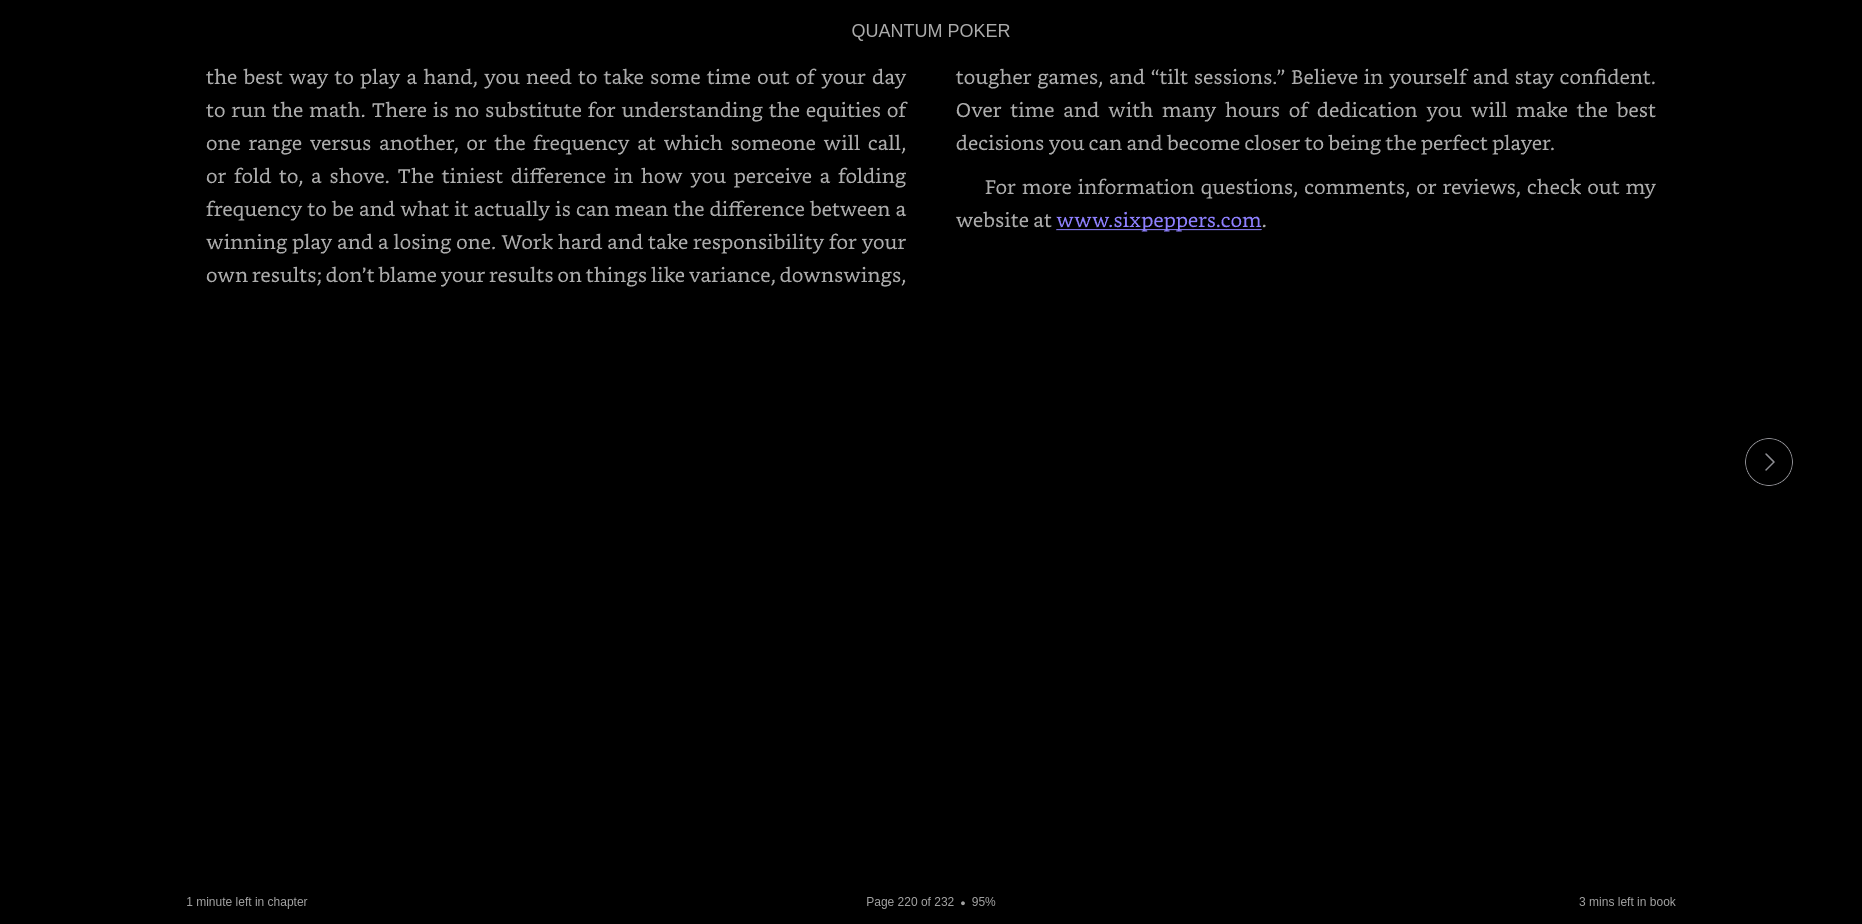 QUANTUM POKER
the best way to play a hand, you need to take some time out of your day
to run the math. There is no substitute for understanding the equities of
one range versus another, or the frequency at which someone will call,
or fold to, a shove. The tiniest difference in how you perceive a folding
frequency to be and what it actually is can mean the difference between a
winning play and a losing one. Work hard and take responsibility for your
own results; don’t blame your results on things like variance, downswings,
tougher games, and “tilt sessions.” Believe in yourself and stay confident.
Over time and with many hours of dedication you will make the best
decisions you can and become closer to being the perfect player.
For more information questions, comments, or reviews, check out my
website at www.sixpeppers.com.
1 minute left in chapter
Page 220 of 232 • 95%
3 mins left in book